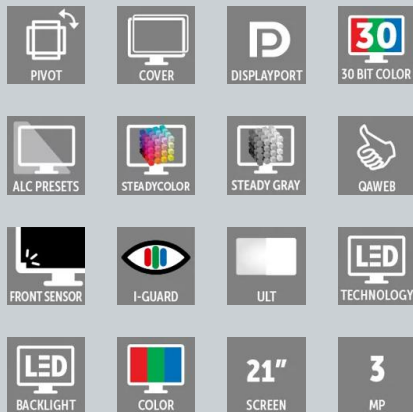 PIVOT
COVER
DISPLAYPORT
30
30 BIT COLOR
ALC PRESETS
STEADYCOLOR
STEADY GRAY
QAWEB
FRONT SENSOR
I-GUARD
ULT
LED
TECHNOLOGY
LED
BACKLIGHT
COLOR
21"
SCREEN
3
MP